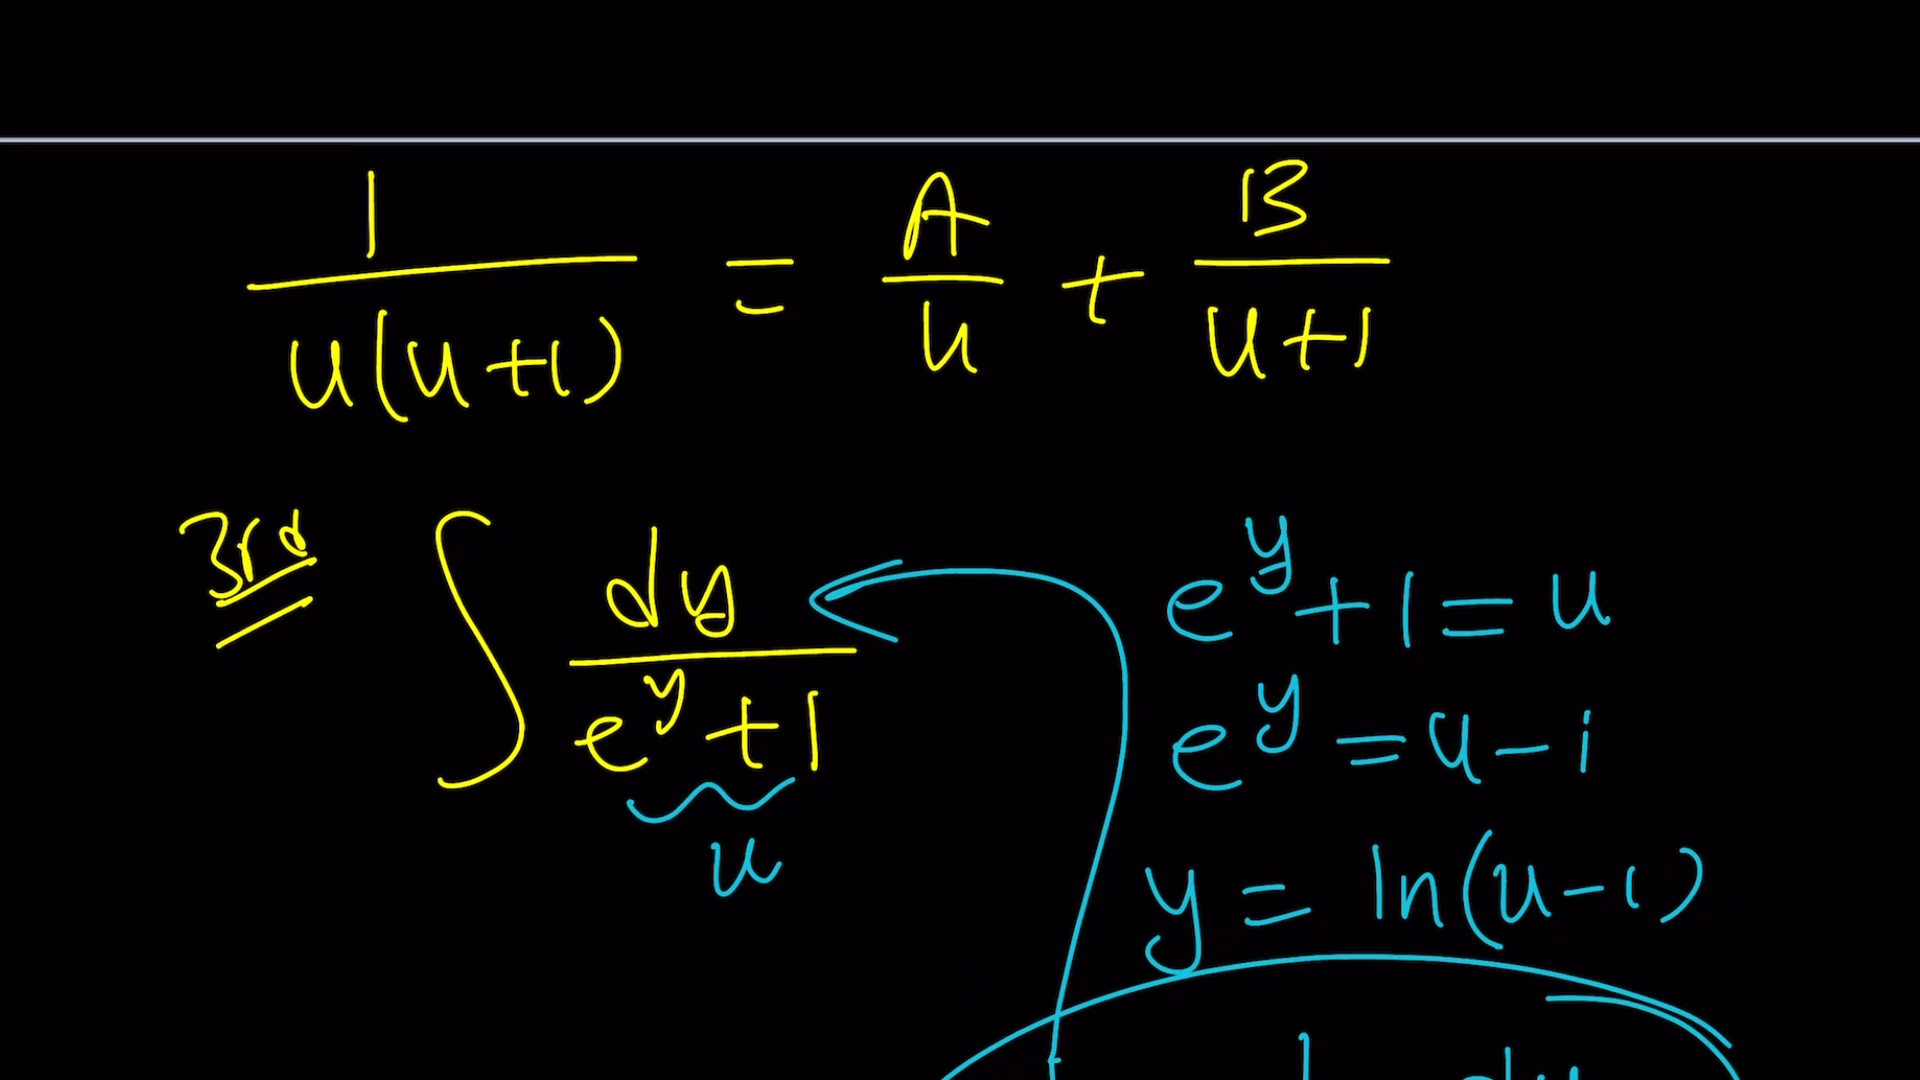 1/(u(u+1)) = A/u + B/(u+1)
3rd ∫ dy/(e^y+1)
u
e^y+1=u
e^y=u-1
y = ln(u-1)